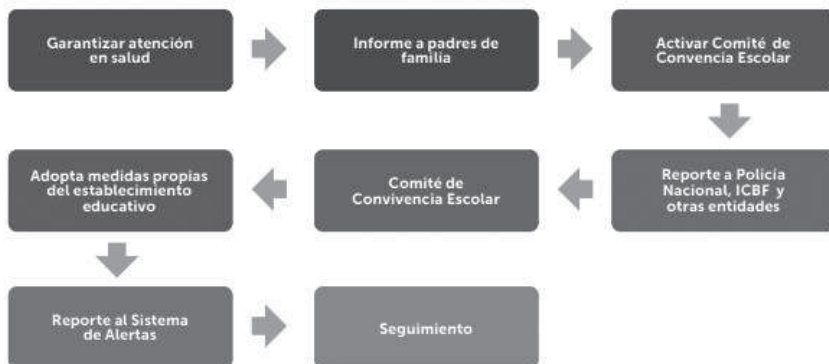 Garantizar atención
en salud
Informe a padres de
familia
Activar Comité de
Convencia Escolar
Reporte a Policía
Nacional, ICBF y
otras entidades
Comité de
Convivencia Escolar
Adopta medidas propias
del establecimiento
educativo
Reporte al Sistema
de Alertas
Seguimiento